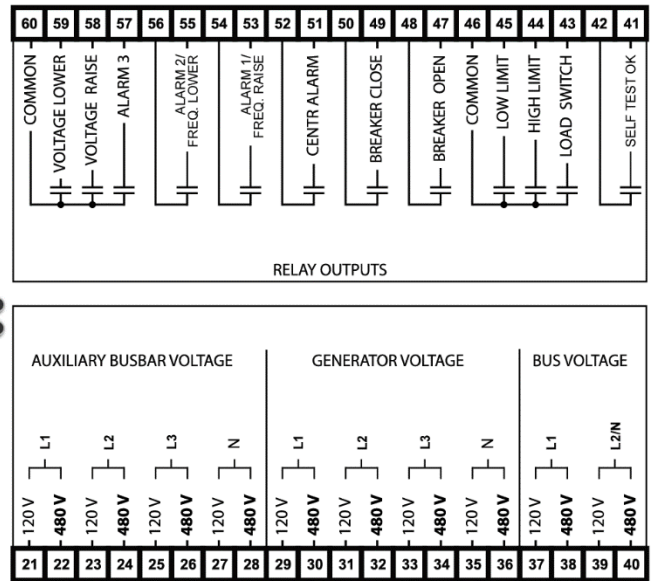 60 59 58 57 56 55 54 53 52 51 50 49 48 47 46 45 44 43 42 41
COMMON
VOLTAGE LOWER
VOLTAGE RAISE
ALARM 3
ALARM 2/
FREQ. LOWER
ALARM 1/
FREQ. RAISE
CENTR ALARM
BREAKER CLOSE
BREAKER OPEN
COMMON
LOW LIMIT
HIGH LIMIT
LOAD SWITCH
SELF TEST OK
RELAY OUTPUTS
AUXILIARY BUSBAR VOLTAGE GENERATOR VOLTAGE BUS VOLTAGE
L1 L2 L3 N L1 L2 L3 N L1 L2/N
120 V 480 V 120 V 480 V 120 V 480 V 120 V 480 V 120 V 480 V 120 V 480 V 120 V 480 V 120 V 480 V 120 V 480 V 120 V 480 V
21 22 23 24 25 26 27 28 29 30 31 32 33 34 35 36 37 38 39 40